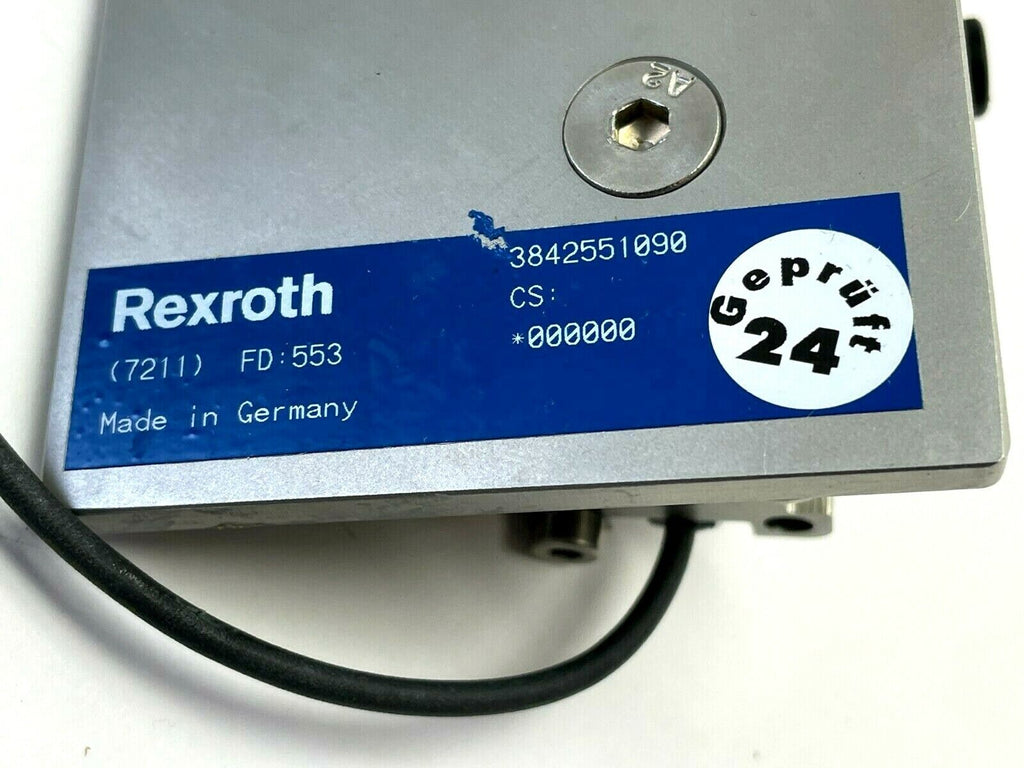 A2
Rexroth
(7211) FD:553
Made in Germany
3842551090
CS:
*000000
Geprüft
24